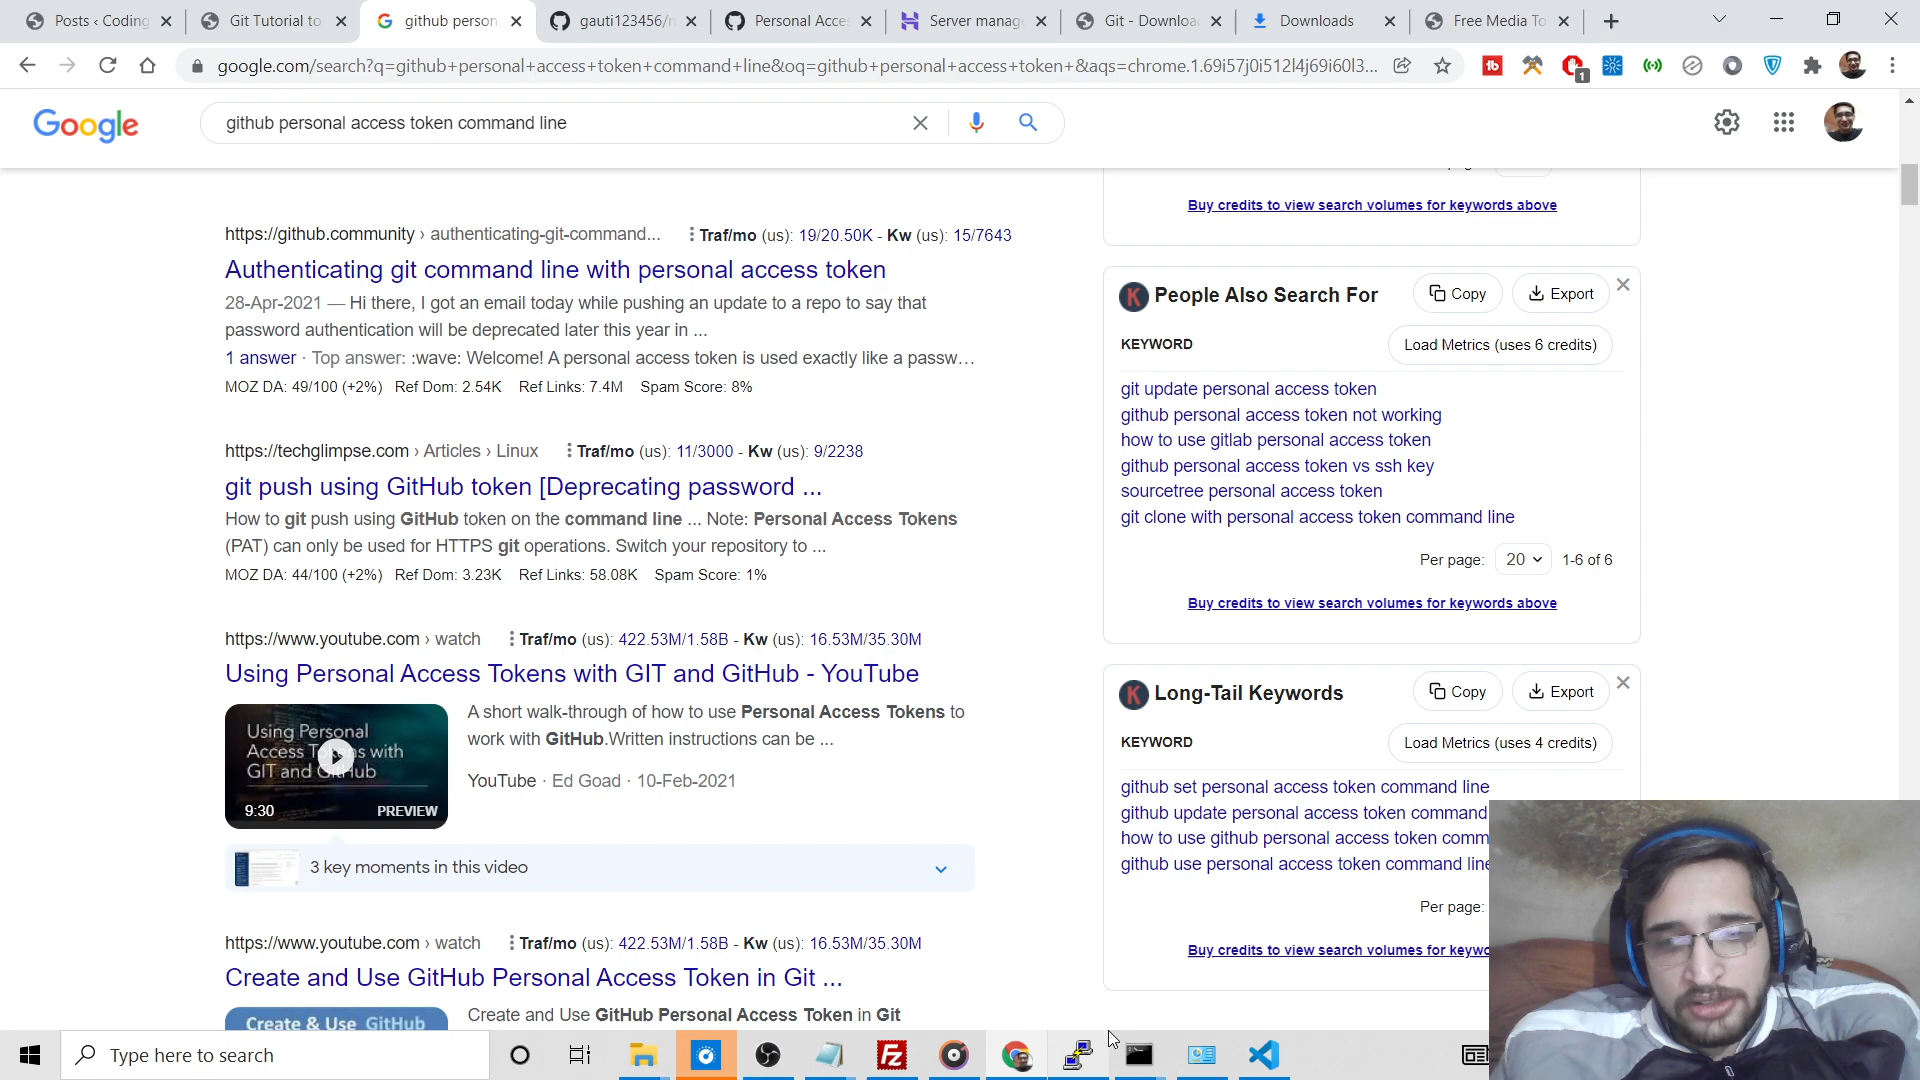 Posts ‹ Coding
Git Tutorial to
github person
gauti123456/n
Personal Acce
Server manag
Git - Downloa
Downloads
Free Media To
google.com/search?q=github+personal+access+token+command+line&oq=github+personal+access+token+&aqs=chrome.1.69i57j0i512l4j69i60l3...
1
Google
github personal access token command line
Buy credits to view search volumes for keywords above
https://github.community › authenticating-git-command...
Traf/mo (us): 19/20.50K - Kw (us): 15/7643
Authenticating git command line with personal access token
28-Apr-2021 — Hi there, I got an email today while pushing an update to a repo to say that
password authentication will be deprecated later this year in ...
1 answer · Top answer: :wave: Welcome! A personal access token is used exactly like a passw...
MOZ DA: 49/100 (+2%) Ref Dom: 2.54K Ref Links: 7.4M Spam Score: 8%
https://techglimpse.com › Articles › Linux
Traf/mo (us): 11/3000 - Kw (us): 9/2238
git push using GitHub token [Deprecating password ...
How to git push using GitHub token on the command line ... Note: Personal Access Tokens
(PAT) can only be used for HTTPS git operations. Switch your repository to ...
MOZ DA: 44/100 (+2%) Ref Dom: 3.23K Ref Links: 58.08K Spam Score: 1%
https://www.youtube.com › watch
Traf/mo (us): 422.53M/1.58B - Kw (us): 16.53M/35.30M
Using Personal Access Tokens with GIT and GitHub - YouTube
Using Personal
Access Tokens with
GIT and GitHub
9:30
PREVIEW
A short walk-through of how to use Personal Access Tokens to
work with GitHub.Written instructions can be ...
YouTube · Ed Goad · 10-Feb-2021
3 key moments in this video
https://www.youtube.com › watch
Traf/mo (us): 422.53M/1.58B - Kw (us): 16.53M/35.30M
Create and Use GitHub Personal Access Token in Git ...
Create & Use GitHub
Create and Use GitHub Personal Access Token in Git
K People Also Search For
Copy
Export
KEYWORD
Load Metrics (uses 6 credits)
git update personal access token
github personal access token not working
how to use gitlab personal access token
github personal access token vs ssh key
sourcetree personal access token
git clone with personal access token command line
Per page: 20 1-6 of 6
Buy credits to view search volumes for keywords above
K Long-Tail Keywords
Copy
Export
KEYWORD
Load Metrics (uses 4 credits)
github set personal access token command line
github update personal access token command
how to use github personal access token comm
github use personal access token command line
Per page:
Buy credits to view search volumes for keywo
Type here to search